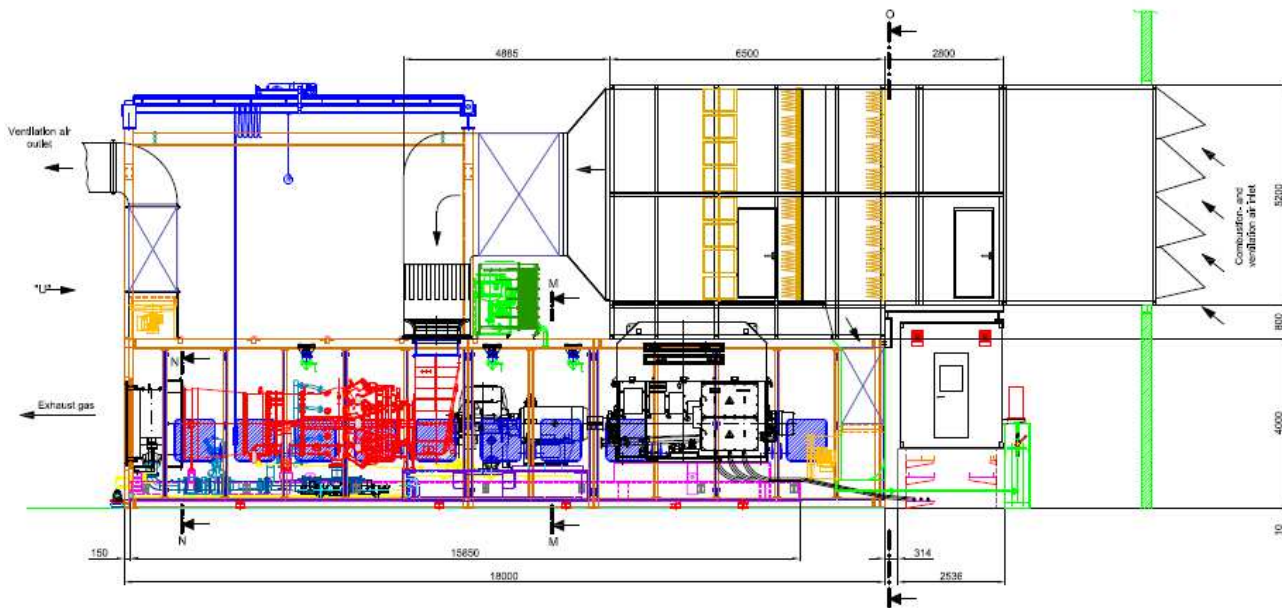 O
4885
6500
2800
Ventilation air
outlet
"U"
M
N
Exhaust gas
Combustion- and
ventilation air inlet
5200
800
4000
10
N
M
150
15850
314
18000
2536